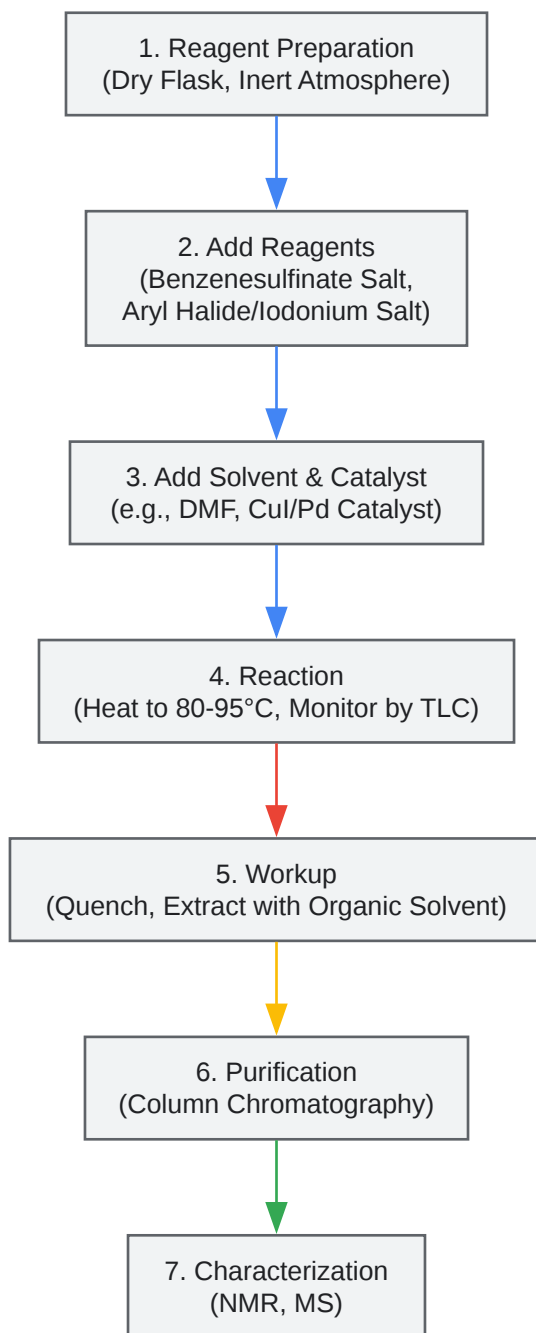 1. Reagent Preparation
(Dry Flask, Inert Atmosphere)
2. Add Reagents
(Benzenesulfinate Salt,
Aryl Halide/Iodonium Salt)
3. Add Solvent & Catalyst
(e.g., DMF, CuI/Pd Catalyst)
4. Reaction
(Heat to 80-95°C, Monitor by TLC)
5. Workup
(Quench, Extract with Organic Solvent)
6. Purification
(Column Chromatography)
7. Characterization
(NMR, MS)